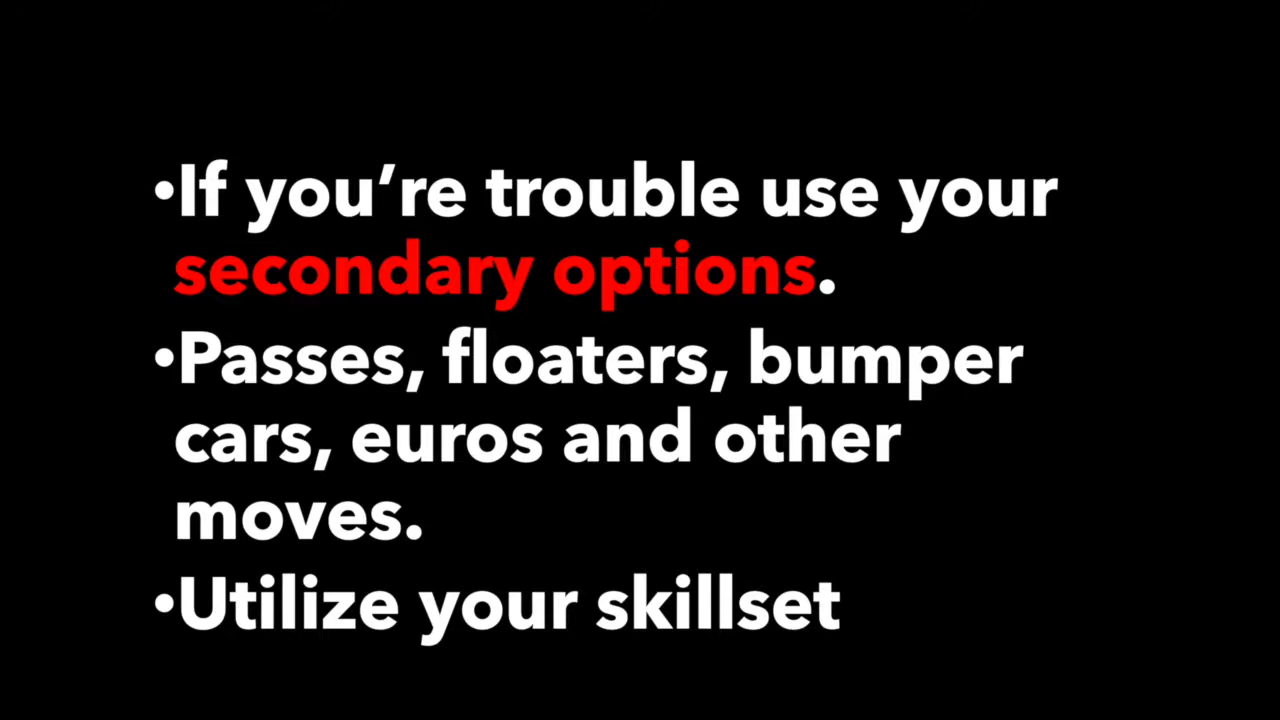 •If you’re trouble use your
secondary options.
•Passes, floaters, bumper
cars, euros and other
moves.
•Utilize your skillset